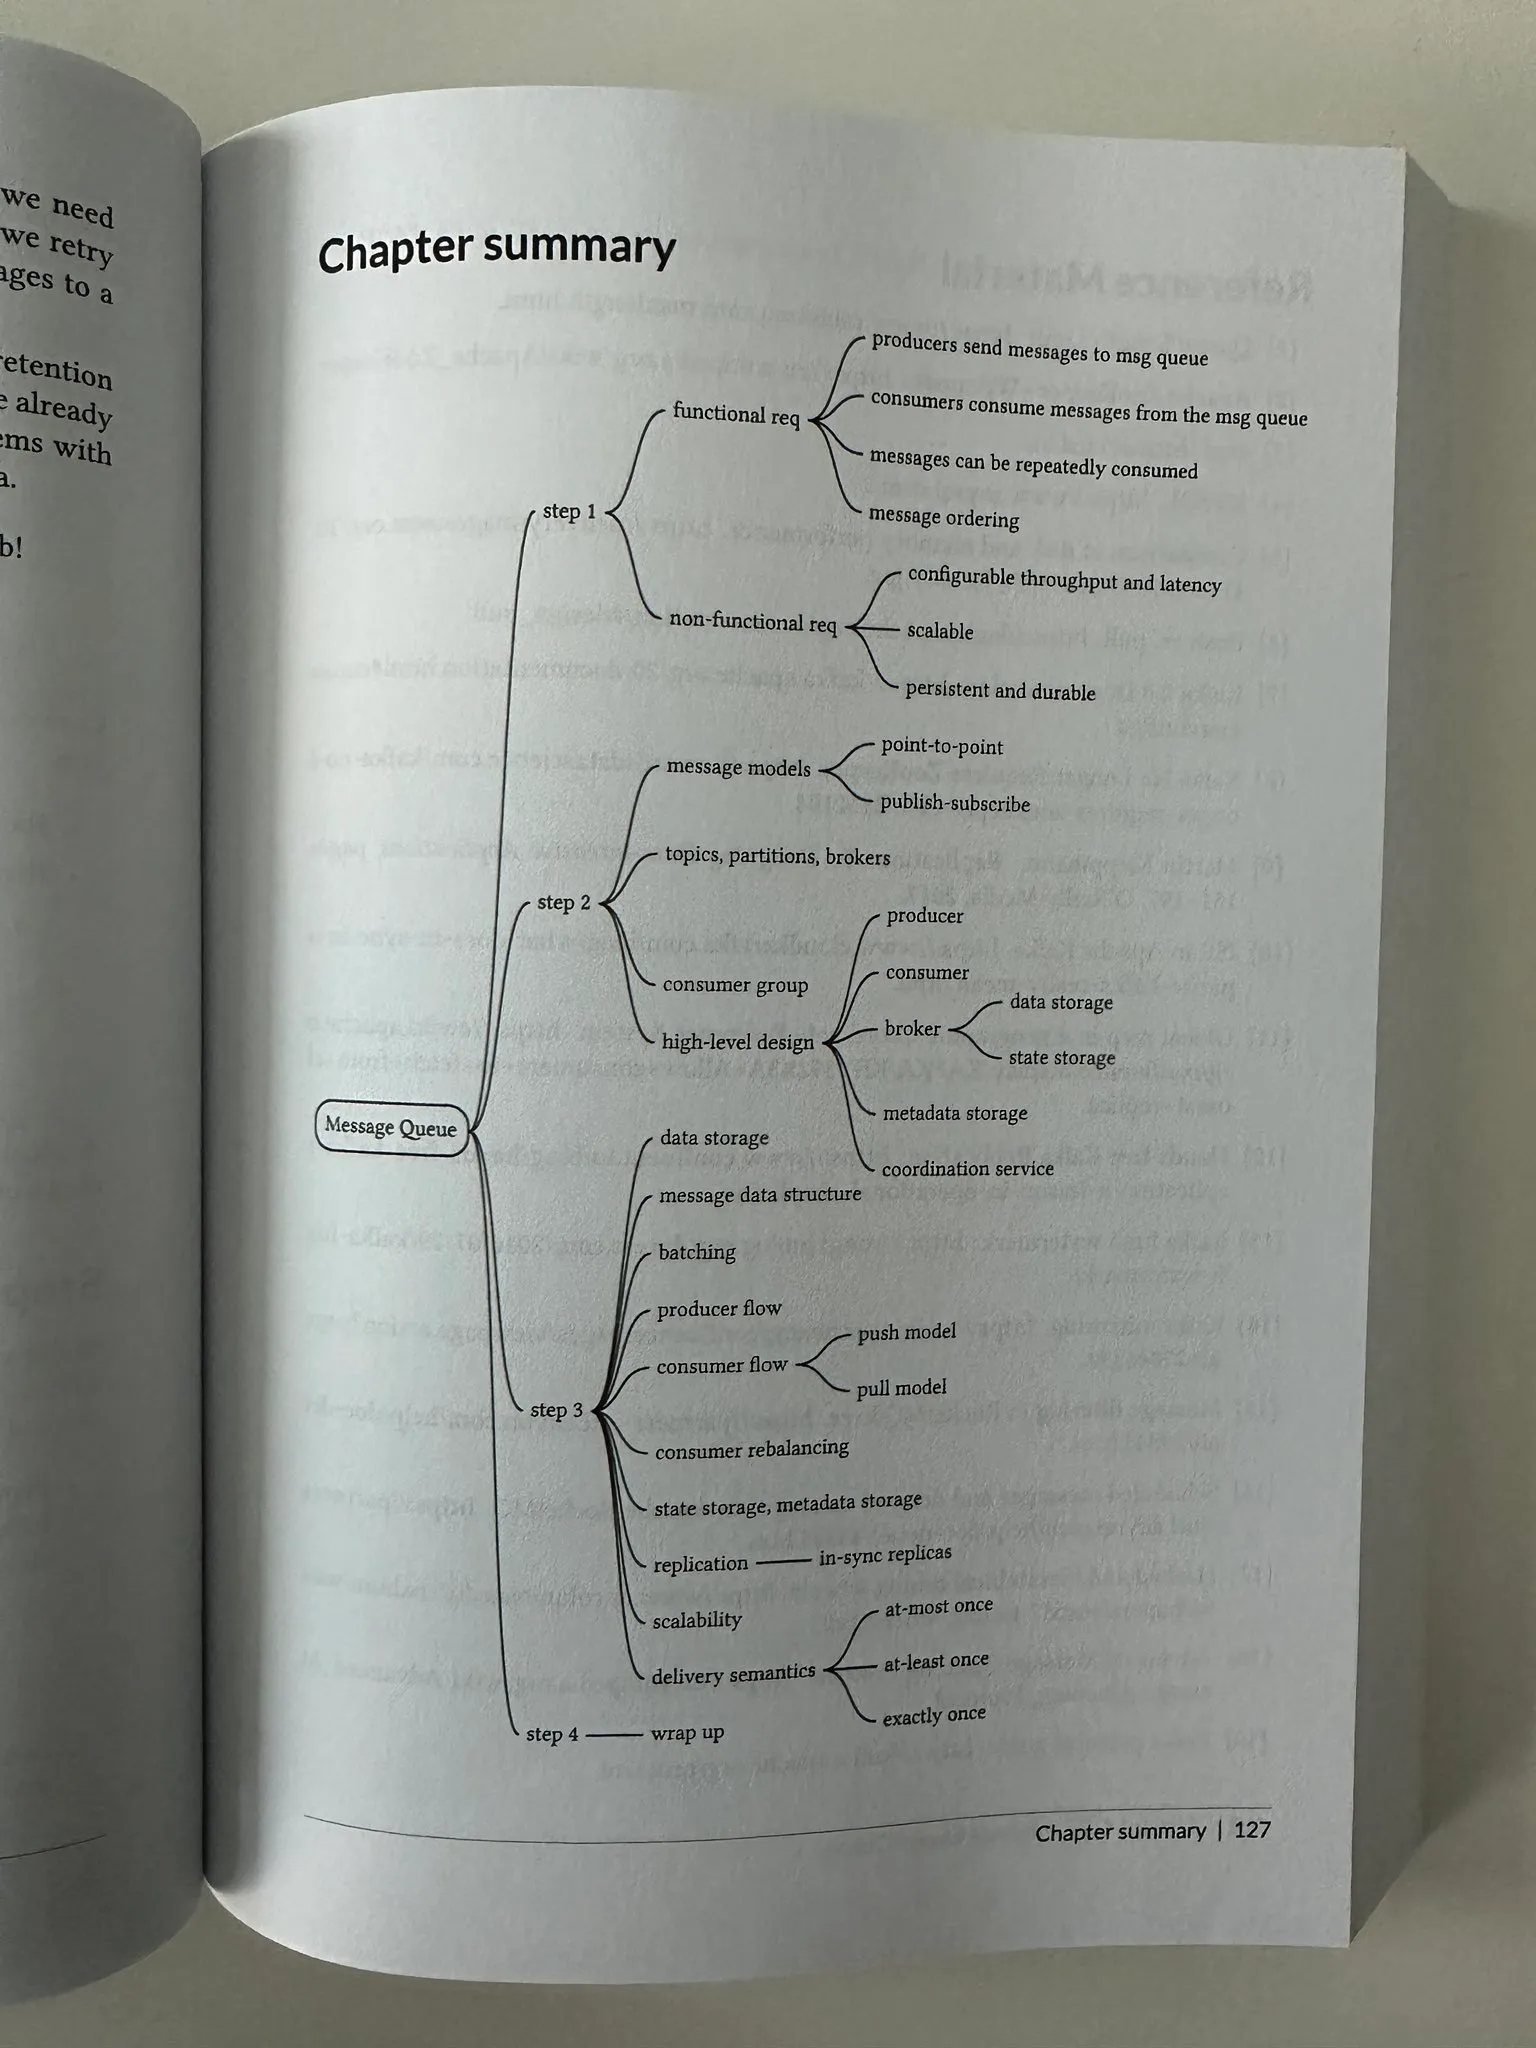 we need
we retry
ages to a
retention
e already
ems with
a.
b!
Chapter summary
Message Queue
step 1
functional req
producers send messages to msg queue
consumers consume messages from the msg queue
messages can be repeatedly consumed
message ordering
non-functional req
configurable throughput and latency
scalable
persistent and durable
step 2
message models
point-to-point
publish-subscribe
topics, partitions, brokers
consumer group
high-level design
producer
consumer
broker
data storage
state storage
metadata storage
coordination service
step 3
data storage
message data structure
batching
producer flow
consumer flow
push model
pull model
consumer rebalancing
state storage, metadata storage
replication
in-sync replicas
scalability
delivery semantics
at-most once
at-least once
exactly once
step 4
wrap up
Chapter summary | 127